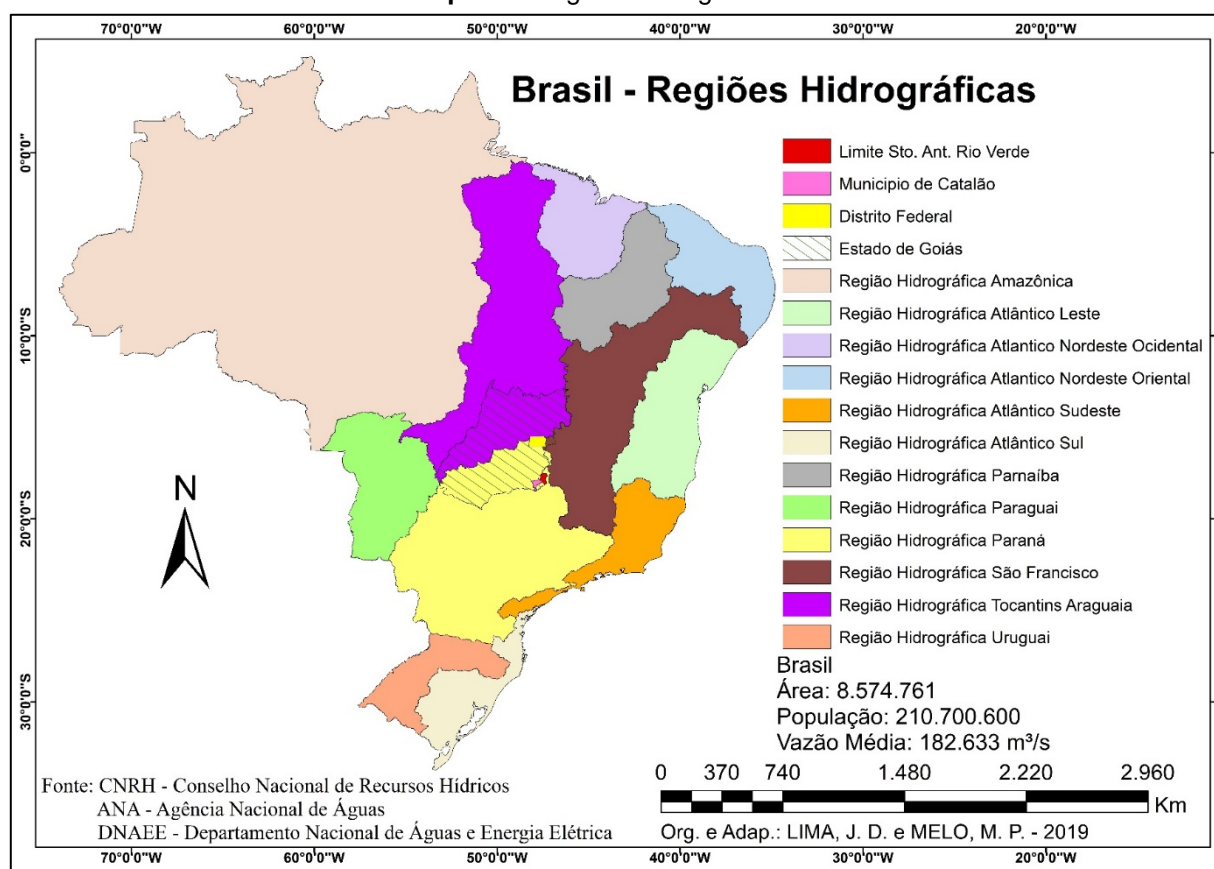 70°0'0"W 60°0'0"W 50°0'0"W 40°0'0"W 30°0'0"W 20°0'0"W
Brasil - Regiões Hidrográficas
0°0'0"
10°0'0"S
20°0'0"S
30°0'0"S
Limite Sto. Ant. Rio Verde
Municipio de Catalão
Distrito Federal
Estado de Goiás
Região Hidrográfica Amazônica
Região Hidrográfica Atlântico Leste
Região Hidrográfica Atlantico Nordeste Ocidental
Região Hidrográfica Atlantico Nordeste Oriental
Região Hidrográfica Atlântico Sudeste
Região Hidrográfica Atlântico Sul
Região Hidrográfica Parnaíba
Região Hidrográfica Paraguai
Região Hidrográfica Paraná
Região Hidrográfica São Francisco
Região Hidrográfica Tocantins Araguaia
Região Hidrográfica Uruguai
N
Brasil
Área: 8.574.761
População: 210.700.600
Vazão Média: 182.633 m³/s
0 370 740 1.480 2.220 2.960
Km
Fonte: CNRH - Conselho Nacional de Recursos Hídricos
ANA - Agência Nacional de Águas
DNAEE - Departamento Nacional de Águas e Energia Elétrica
Org. e Adap.: LIMA, J. D. e MELO, M. P. - 2019
70°0'0"W 60°0'0"W 50°0'0"W 40°0'0"W 30°0'0"W 20°0'0"W